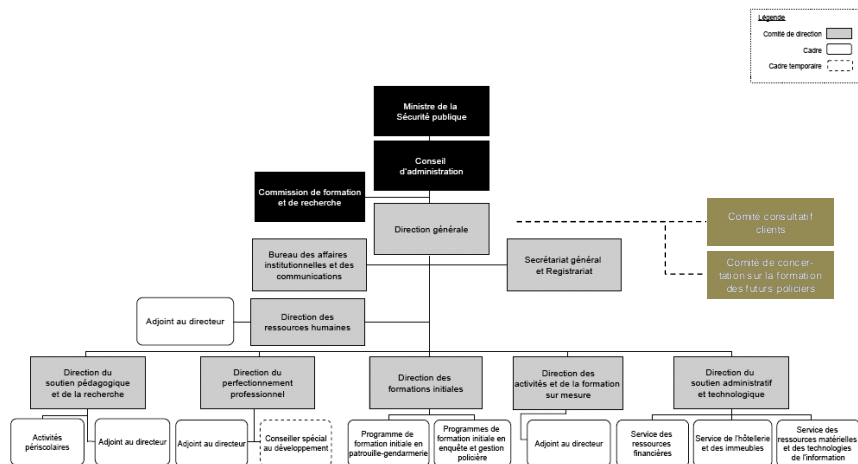 Légende
Comité de direction
Cadre
Cadre temporaire
Ministre de la
Sécurité publique
Conseil
d'administration
Commission de formation
et de recherche
Direction générale
Comité consultatif
clients
Bureau des affaires
institutionnelles et des
communications
Secrétariat général
et Registrariat
Comité de concer-
tation sur la formation
des futurs policiers
Adjoint au directeur
Direction des
ressources humaines
Direction du
soutien pédagogique
et de la recherche
Direction du
perfectionnement
professionnel
Direction des
formations initiales
Direction des
activités et de la formation
sur mesure
Direction du
soutien administratif
et technologique
Activités
périscolaires
Adjoint au directeur
Adjoint au directeur
Conseiller spécial
au développement
Programme de
formation initiale en
patrouille-gendarmerie
Programmes de
formation initiale en
enquête et gestion
policière
Adjoint au directeur
Service des
ressources
financières
Service de l'hôtellerie
et des immeubles
Service des
ressources matérielles
et des technologies
de l'information